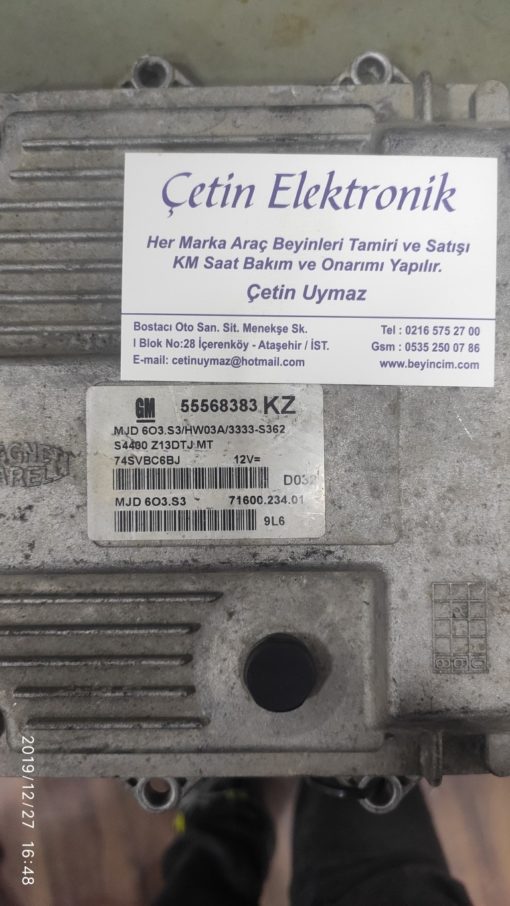 Çetin Elektronik
Her Marka Araç Beyinleri Tamiri ve Satışı
KM Saat Bakım ve Onarımı Yapılır.
Çetin Uymaz
Bostacı Oto San. Sit. Menekşe Sk.
I Blok No:28 İçerenköy - Ataşehir / İST.
E-mail: cetinuymaz@hotmail.com
Tel : 0216 575 27 00
Gsm : 0535 250 07 86
www.beyincim.com
GM 55568383 KZ
MJD 6O3.S3/HW03A/3333-S362
S4400 Z13DTJ MT
74SVBC6BJ 12V=
D032
MJD 6O3.S3 71600.234.01
9L6
2019/12/27 16:48